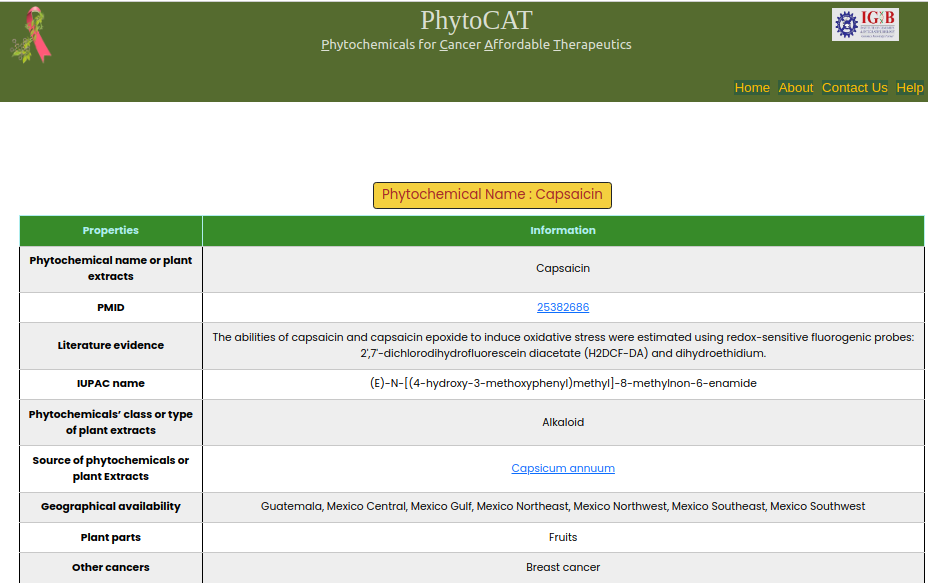 PhytoCAT
Phytochemicals for Cancer Affordable Therapeutics
IGIB
Home About Contact Us Help
Phytochemical Name : Capsaicin
Properties Information
Phytochemical name or plant
extracts
Capsaicin
PMID 25382686
Literature evidence
The abilities of capsaicin and capsaicin epoxide to induce oxidative stress were estimated using redox-sensitive fluorogenic probes:
2',7'-dichlorodihydrofluorescein diacetate (H2DCF-DA) and dihydroethidium.
IUPAC name (E)-N-[(4-hydroxy-3-methoxyphenyl)methyl]-8-methylnon-6-enamide
Phytochemicals' class or type
of plant extracts
Alkaloid
Source of phytochemicals or
plant Extracts
Capsicum annuum
Geographical availability Guatemala, Mexico Central, Mexico Gulf, Mexico Northeast, Mexico Northwest, Mexico Southeast, Mexico Southwest
Plant parts Fruits
Other cancers Breast cancer